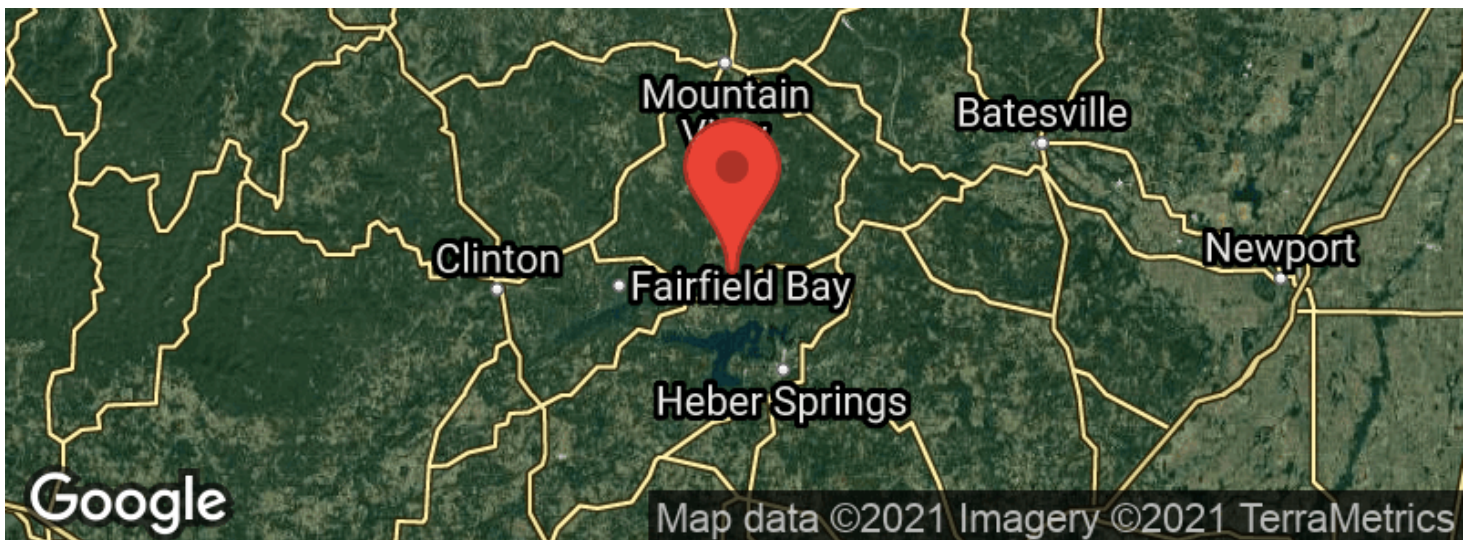 Mountain
Batesville
Clinton
Newport
Fairfield Bay
Heber Springs
Google
Map data ©2021 Imagery ©2021 TerraMetrics